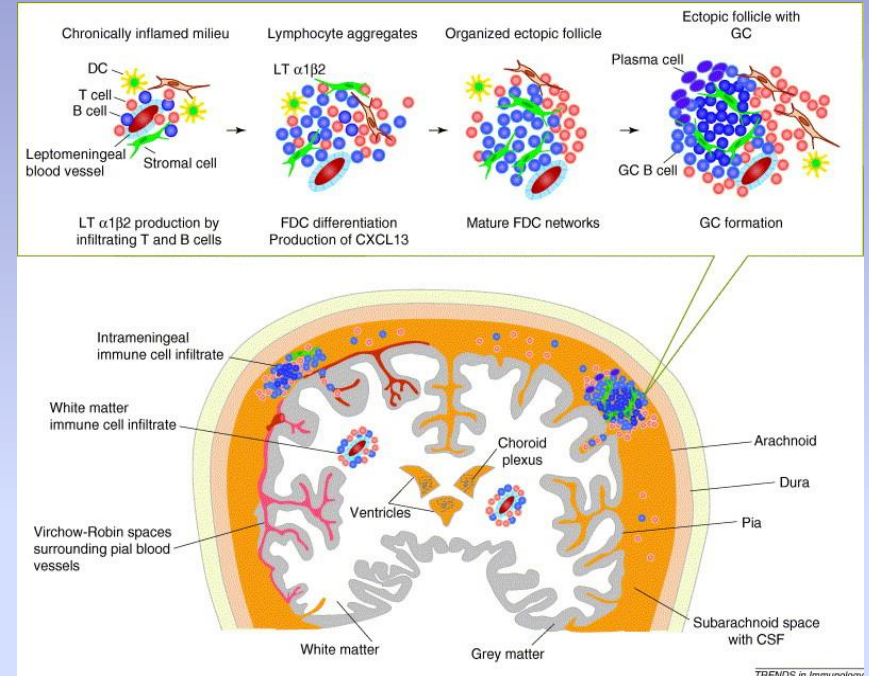 Chronically inflamed milieu
Lymphocyte aggregates
Organized ectopic follicle
Ectopic follicle with
GC
DC
T cell
B cell
Leptomeningeal
blood vessel
Stromal cell
LT α1β2
Plasma cell
GC B cell
LT α1β2 production by
infiltrating T and B cells
FDC differentiation
Production of CXCL13
Mature FDC networks
GC formation
Intrameningeal
immune cell infiltrate
White matter
immune cell infiltrate
Virchow-Robin spaces
surrounding pial blood
vessels
Ventricles
Choroid
plexus
White matter
Grey matter
Arachnoid
Dura
Pia
Subarachnoid space
with CSF
TRENDS in Immunology